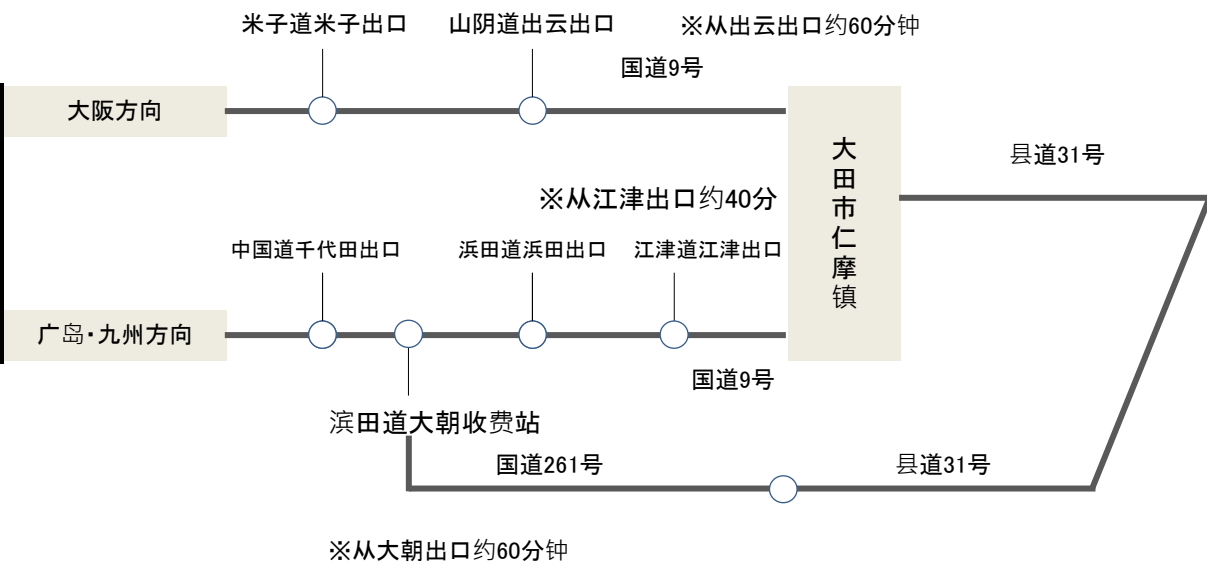 米子道米子出口
山阴道出云出口
※从出云出口约60分钟
国道9号
大阪方向
大田市仁摩镇
县道31号
※从江津出口约40分
中国道千代田出口
浜田道浜田出口
江津道江津出口
广岛・九州方向
国道9号
滨田道大朝收费站
国道261号
县道31号
※从大朝出口约60分钟